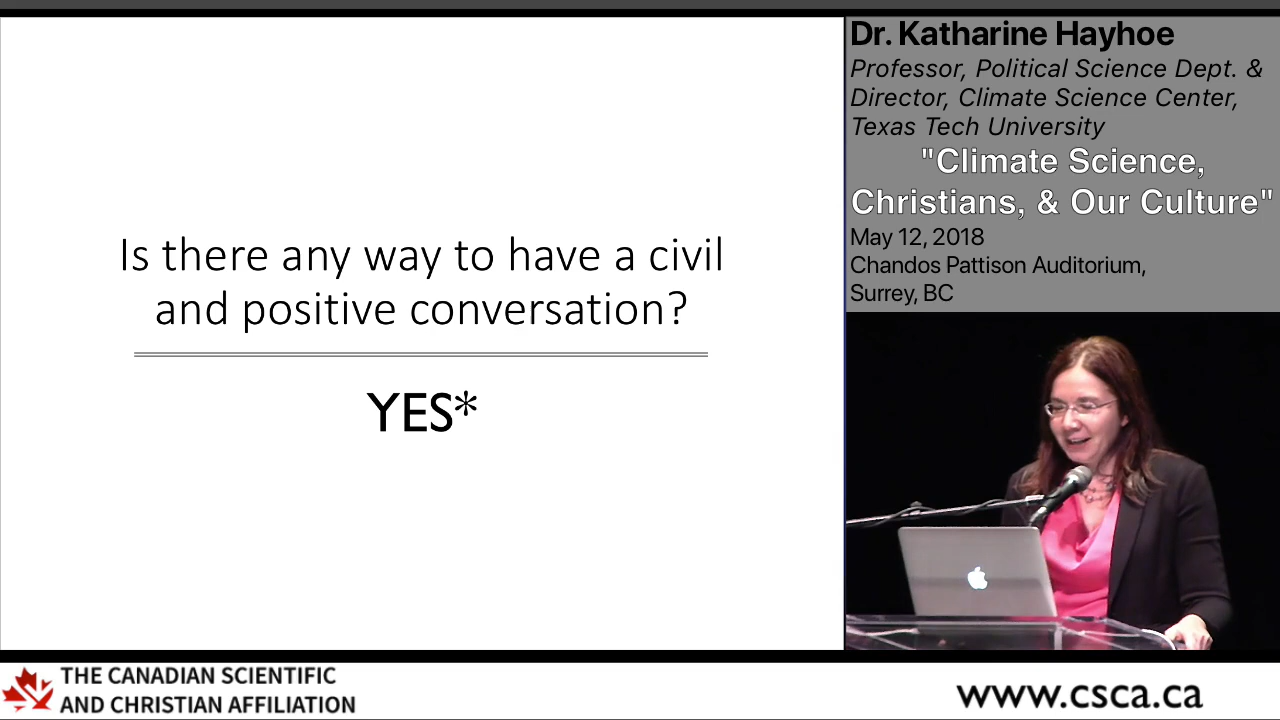 Is there any way to have a civil
and positive conversation?
YES*
Dr. Katharine Hayhoe
Professor, Political Science Dept. &
Director, Climate Science Center,
Texas Tech University
"Climate Science,
Christians, & Our Culture"
May 12, 2018
Chandos Pattison Auditorium,
Surrey, BC
THE CANADIAN SCIENTIFIC
AND CHRISTIAN AFFILIATION
www.csca.ca